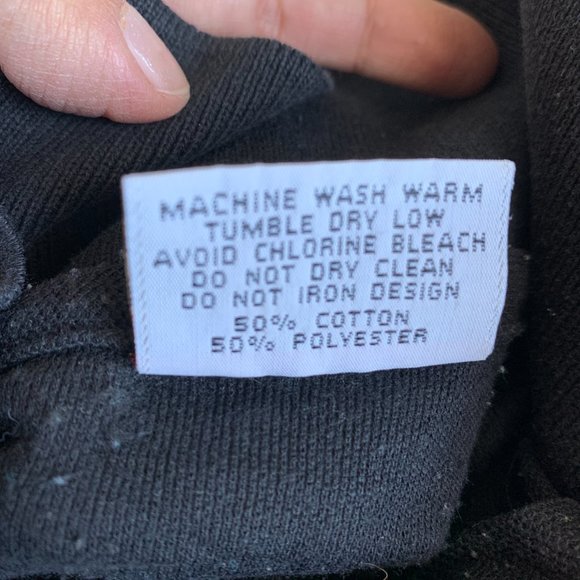 MACHINE WASH WARM
TUMBLE DRY LOW
AVOID CHLORINE BLEACH
DO NOT DRY CLEAN
DO NOT IRON DESIGN
50% COTTON
50% POLYESTER